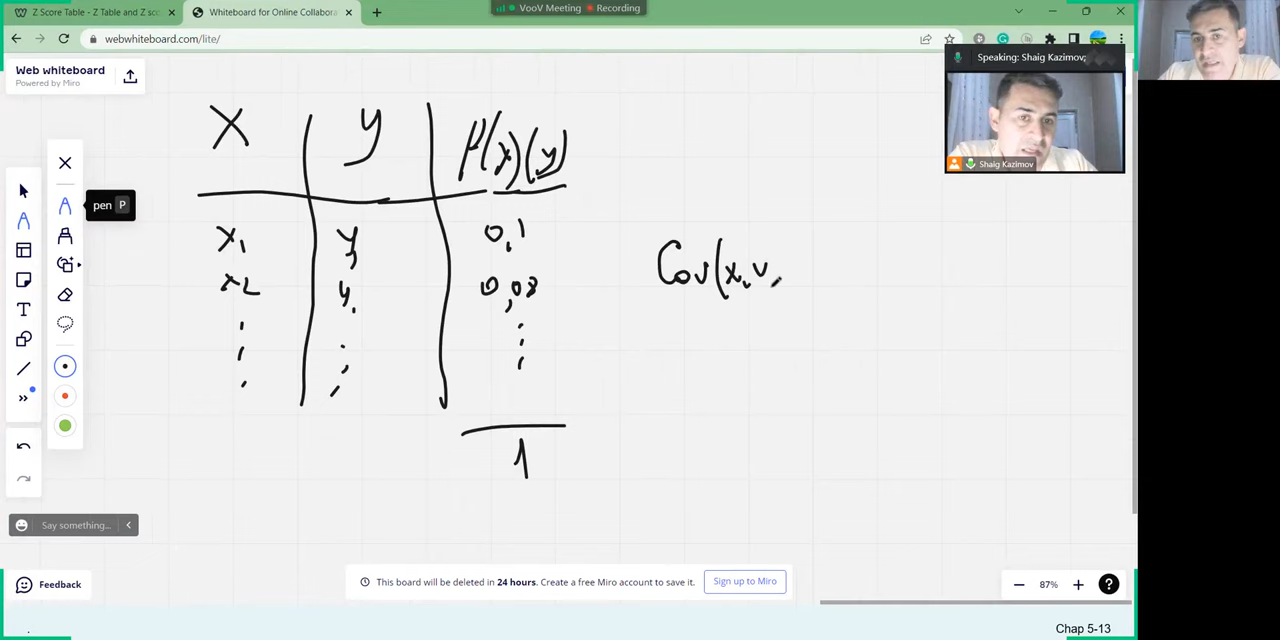 Z Score Table - Z Table and Z sco
Whiteboard for Online Collabora
VooV Meeting
Recording
webwhiteboard.com/lite/
Web whiteboard
Powered by Miro
Speaking: Shaig Kazimov;
Shaig Kazimov
pen P
X y P(x)(y)
x1 y 0,1
x2 y. 0,08
1
Cov(x,y
Say something...
Feedback
This board will be deleted in 24 hours. Create a free Miro account to save it.
Sign up to Miro
87%
Chap 5-13